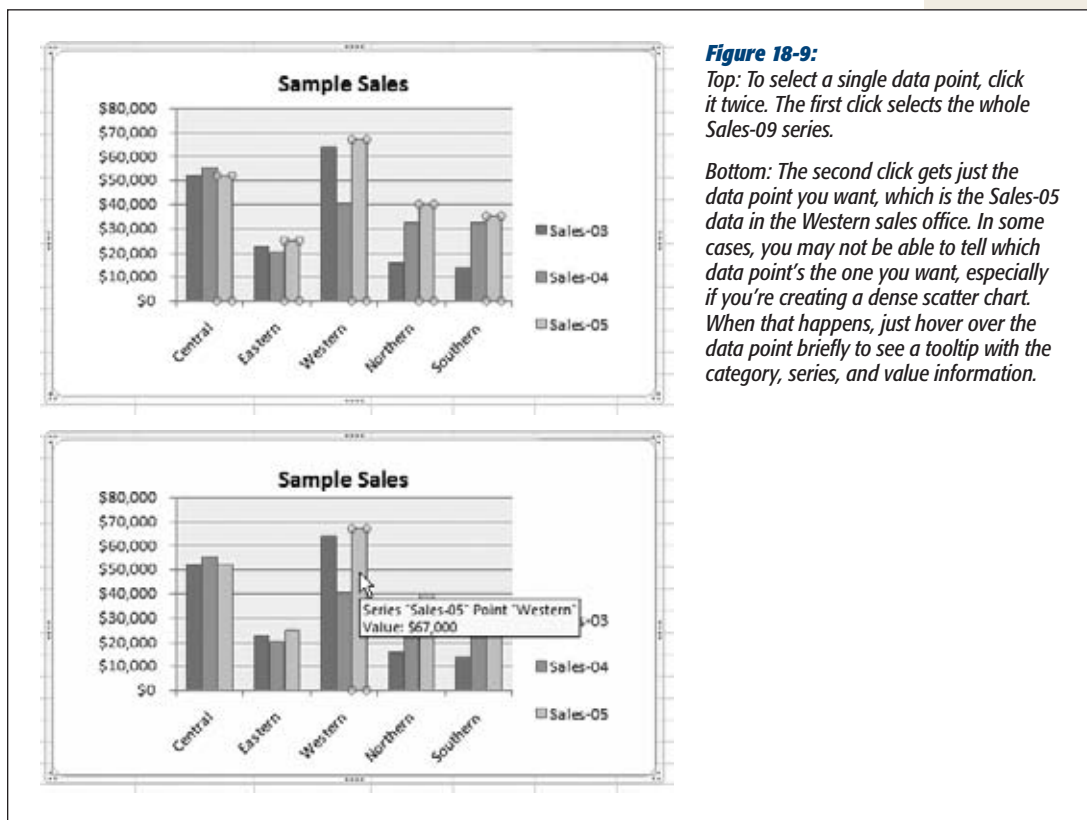 Sample Sales
$80,000
$70,000
$60,000
$50,000
$40,000
$30,000
$20,000
$10,000
$0
Central
Eastern
Western
Northern
Southern
Sales-03
Sales-04
Sales-05
Figure 18-9:
Top: To select a single data point, click
it twice. The first click selects the whole
Sales-09 series.
Bottom: The second click gets just the
data point you want, which is the Sales-05
data in the Western sales office. In some
cases, you may not be able to tell which
data point's the one you want, especially
if you're creating a dense scatter chart.
When that happens, just hover over the
data point briefly to see a tooltip with the
category, series, and value information.
Sample Sales
$80,000
$70,000
$60,000
$50,000
$40,000
$30,000
$20,000
$10,000
$0
Series "Sales-05" Point "Western"
Value: $67,000
Central
Eastern
Western
Northern
Southern
s-03
Sales-04
Sales-05